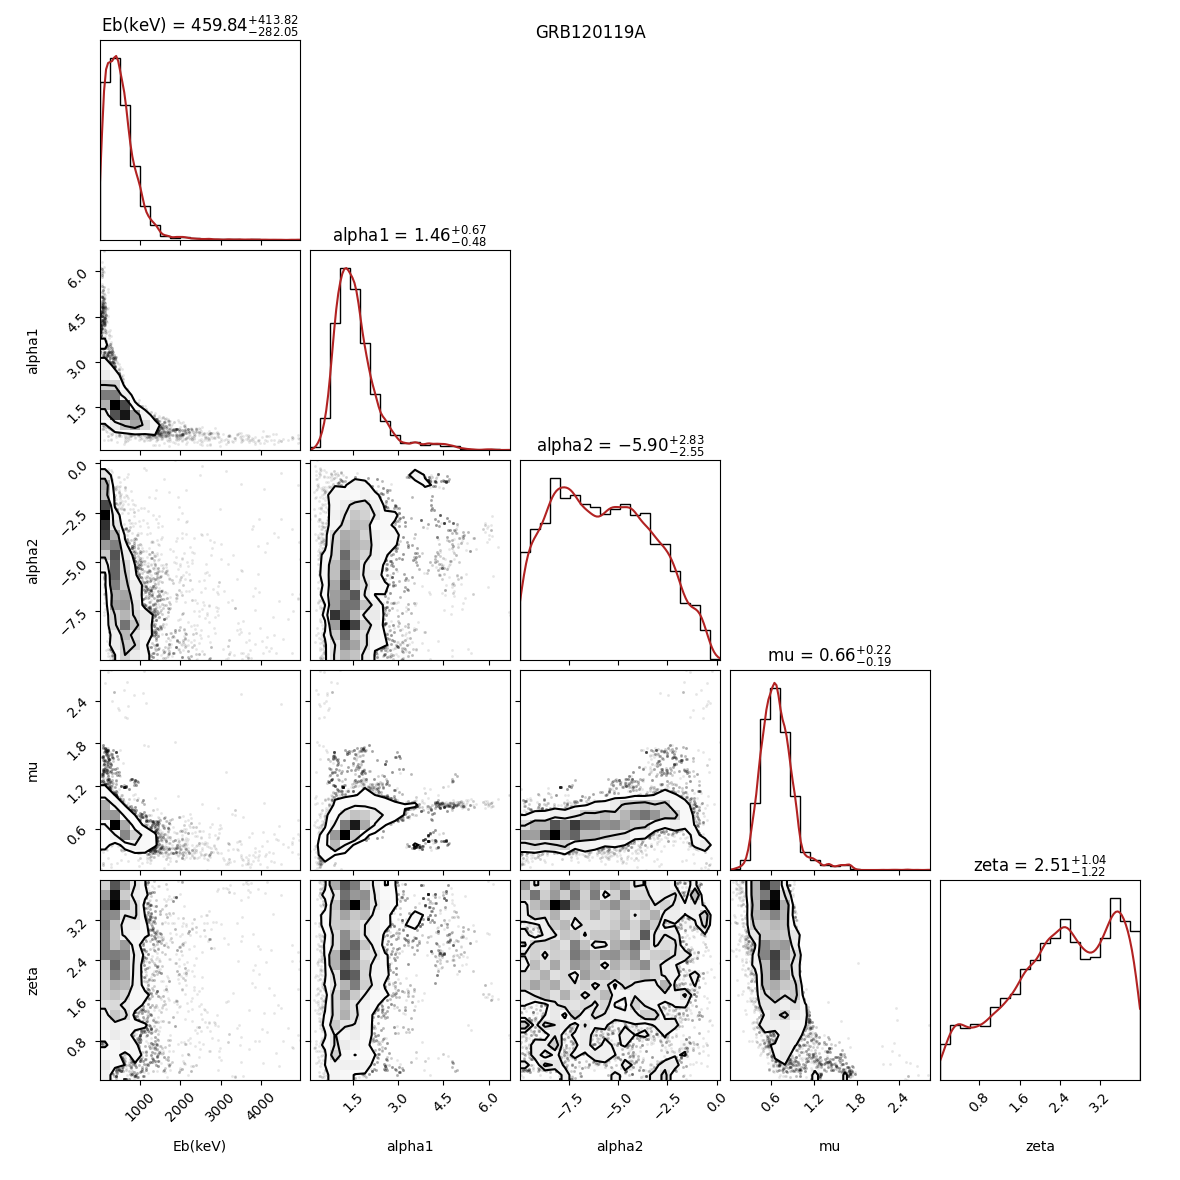 GRB120119A
Eb(keV) = 459.84 +413.82 −282.05
alpha1 = 1.46 +0.67 −0.48
alpha1
6.0
4.5
3.0
1.5
alpha2 = −5.90 +2.83 −2.55
alpha2
0.0
−2.5
−5.0
−7.5
mu = 0.66 +0.22 −0.19
mu
2.4
1.8
1.2
0.6
zeta = 2.51 +1.04 −1.22
zeta
3.2
2.4
1.6
0.8
1000 2000 3000 4000 1.5 3.0 4.5 6.0 −7.5 −5.0 −2.5 0.0 0.6 1.2 1.8 2.4 0.8 1.6 2.4 3.2
Eb(keV) alpha1 alpha2 mu zeta